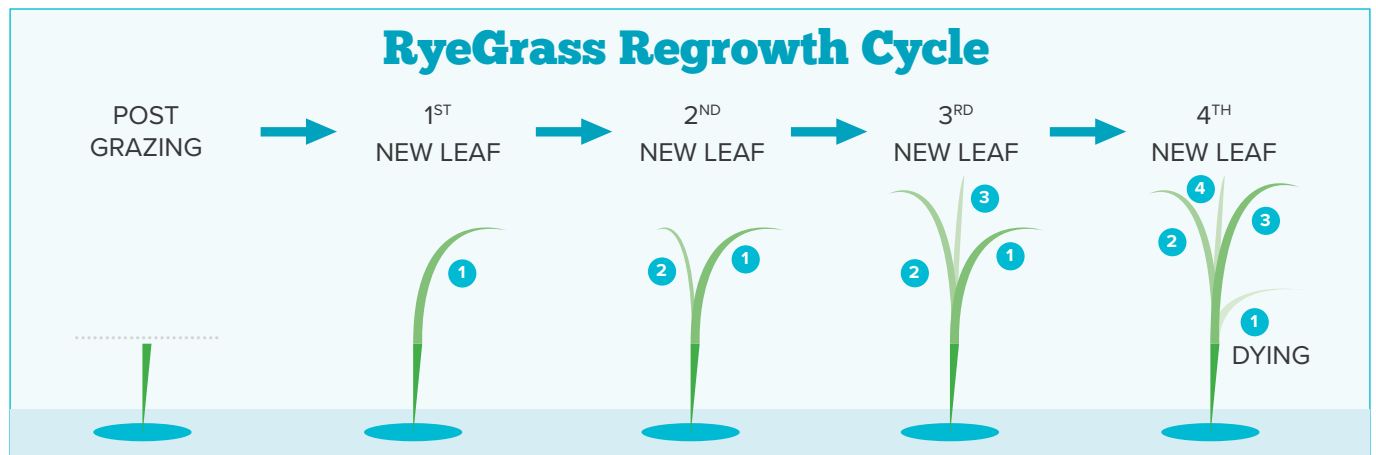 RyeGrass Regrowth Cycle
POST
GRAZING
1ST
NEW LEAF
2ND
NEW LEAF
3RD
NEW LEAF
4TH
NEW LEAF
1
2
1
3
2
1
4
3
2
1
DYING